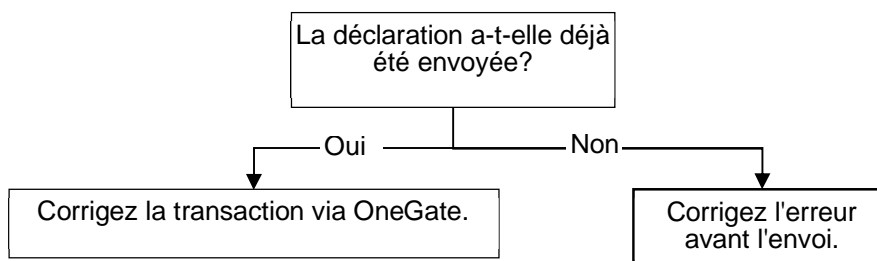 La déclaration a-t-elle déjà
été envoyée?
Oui
Non
Corrigez la transaction via OneGate.
Corrigez l'erreur
avant l'envoi.